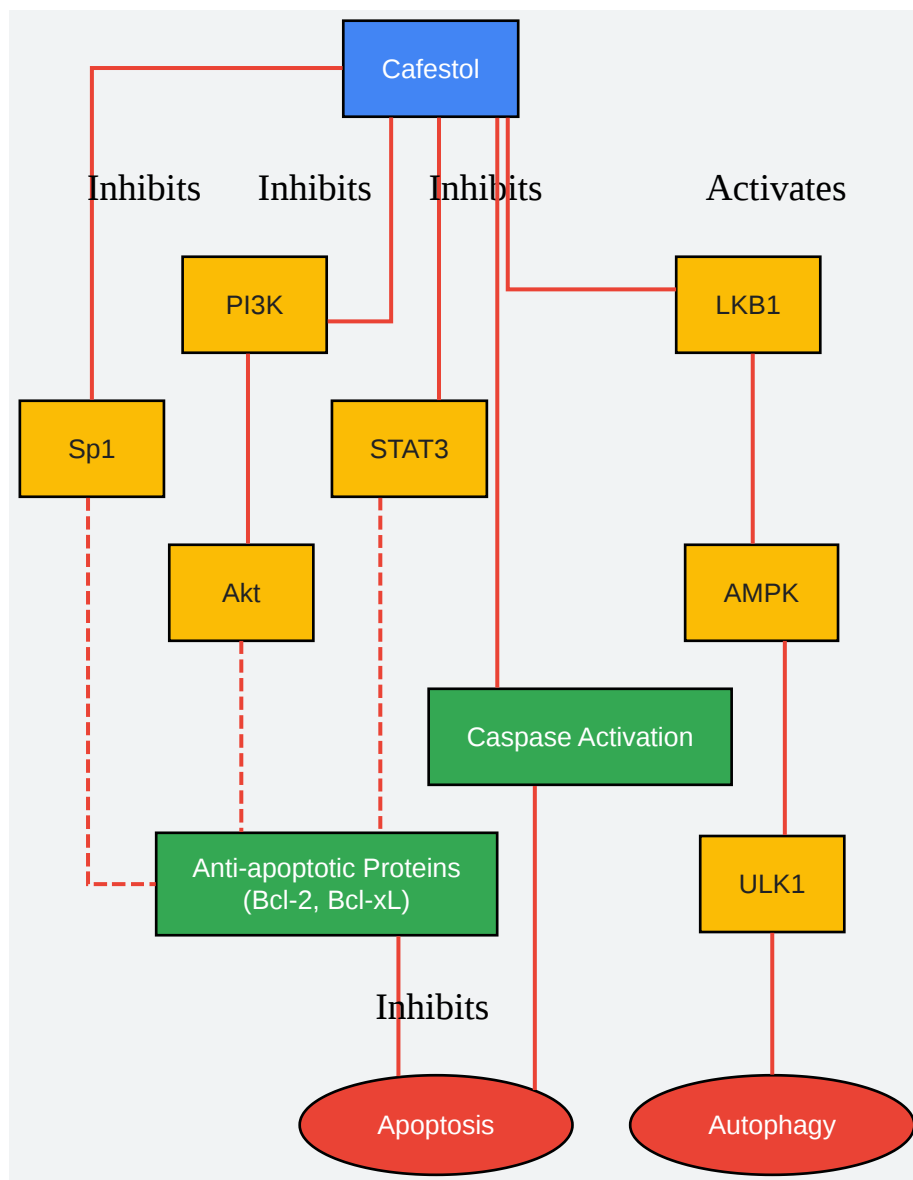 Cafestol
Inhibits
Inhibits
Inhibits
Activates
PI3K
LKB1
Sp1
STAT3
Akt
AMPK
Caspase Activation
Anti-apoptotic Proteins
(Bcl-2, Bcl-xL)
ULK1
Inhibits
Apoptosis
Autophagy